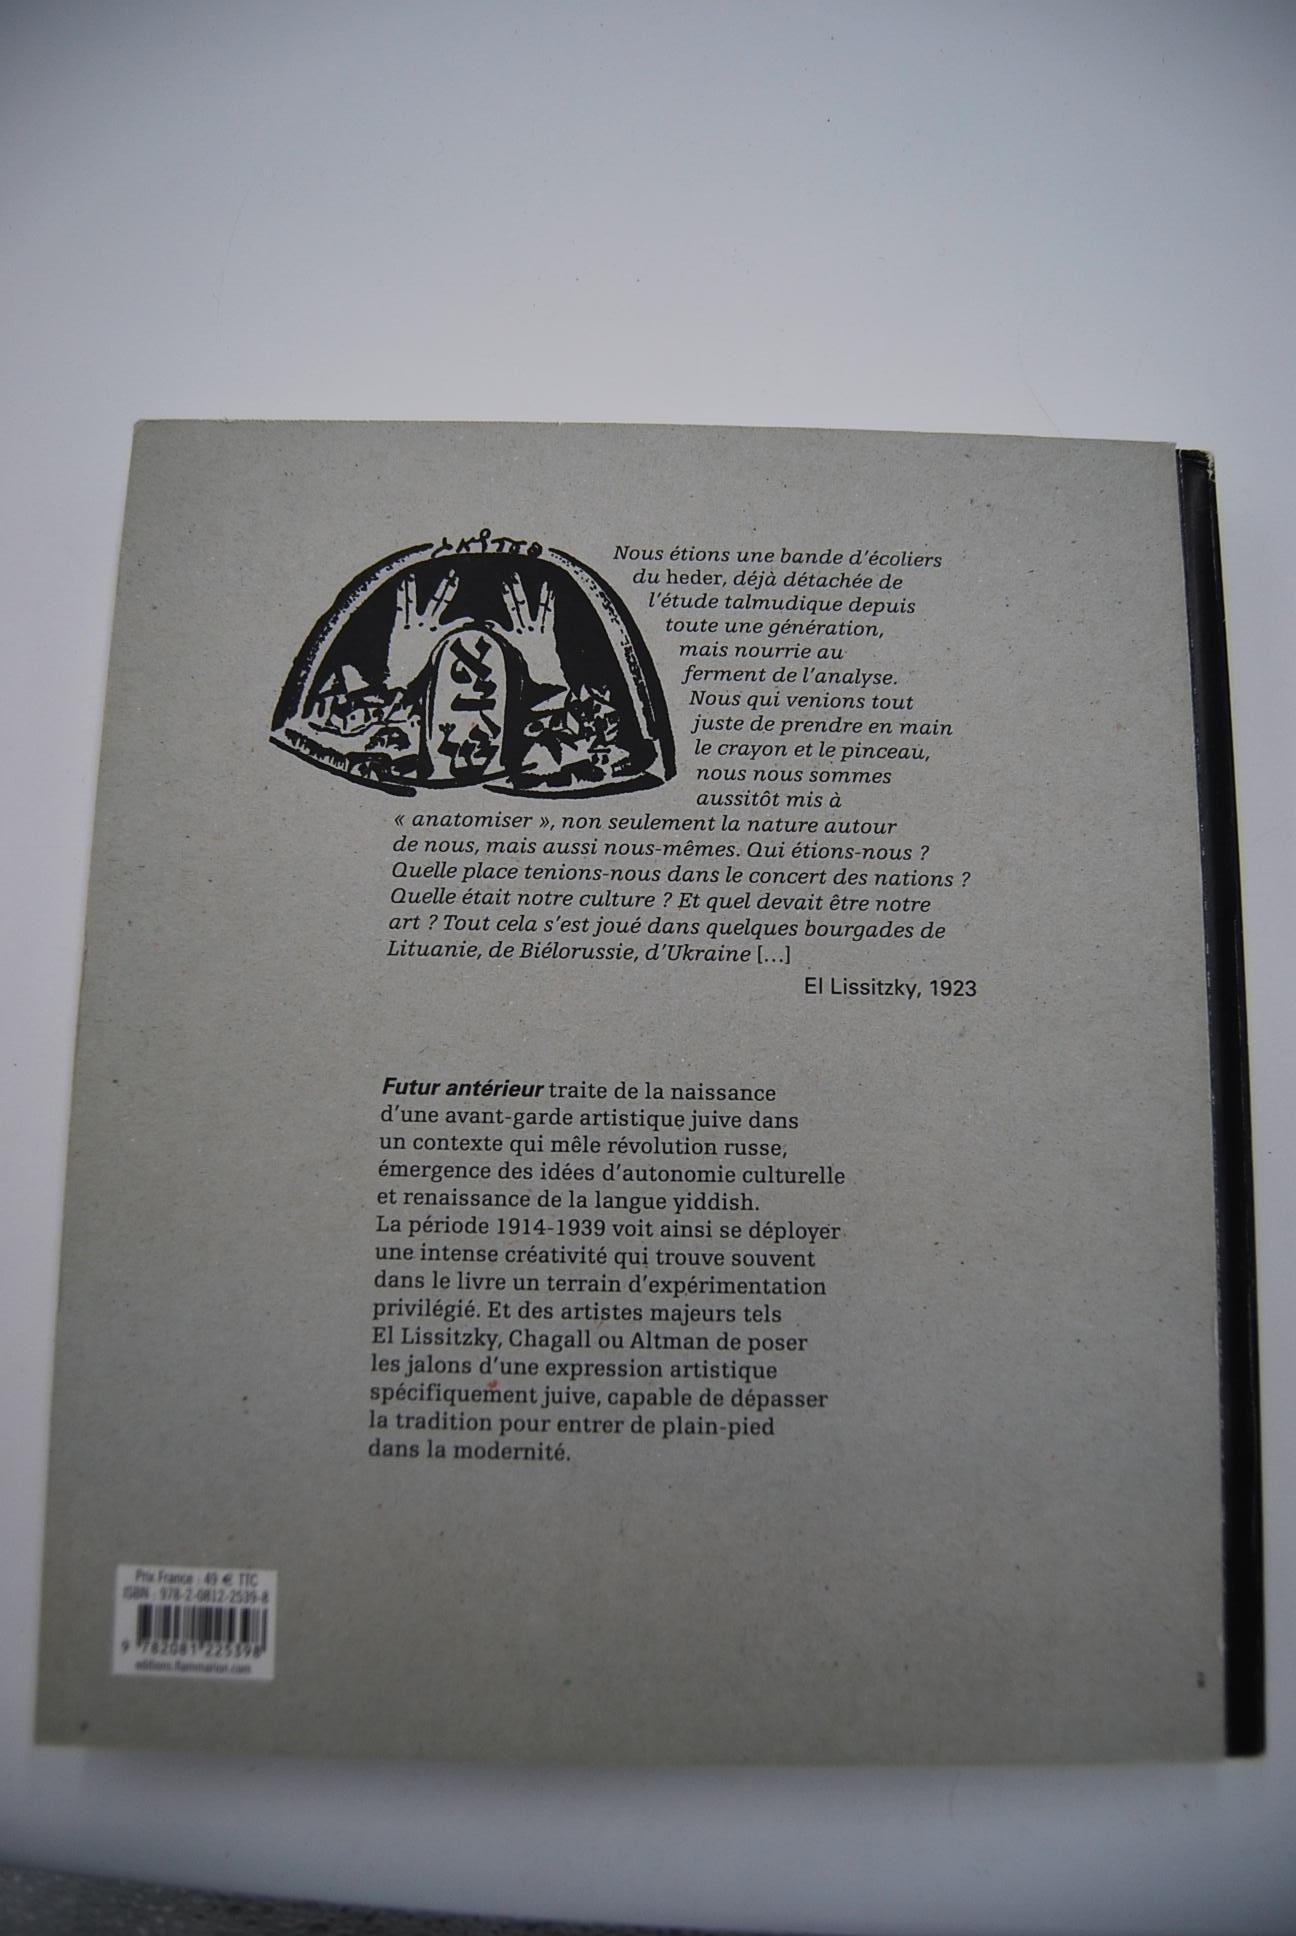 Nous étions une bande d'écoliers
du heder, déjà détachée de
l'étude talmudique depuis
toute une génération,
mais nourrie au
ferment de l'analyse.
Nous qui venions tout
juste de prendre en main
le crayon et le pinceau,
nous nous sommes
aussitôt mis à
« anatomiser », non seulement la nature autour
de nous, mais aussi nous-mêmes. Qui étions-nous ?
Quelle place tenions-nous dans le concert des nations ?
Quelle était notre culture ? Et quel devait être notre
art ? Tout cela s'est joué dans quelques bourgades de
Lituanie, de Biélorussie, d'Ukraine [...]
El Lissitzky, 1923
Futur antérieur traite de la naissance
d'une avant-garde artistique juive dans
un contexte qui mêle révolution russe,
émergence des idées d'autonomie culturelle
et renaissance de la langue yiddish.
La période 1914-1939 voit ainsi se déployer
une intense créativité qui trouve souvent
dans le livre un terrain d'expérimentation
privilégié. Et des artistes majeurs tels
El Lissitzky, Chagall ou Altman de poser
les jalons d'une expression artistique
spécifiquement juive, capable de dépasser
la tradition pour entrer de plain-pied
dans la modernité.
Prix France : 49 € TTC
ISBN : 978-2-0812-2539-8
9 782081 225398
editions.flammarion.com